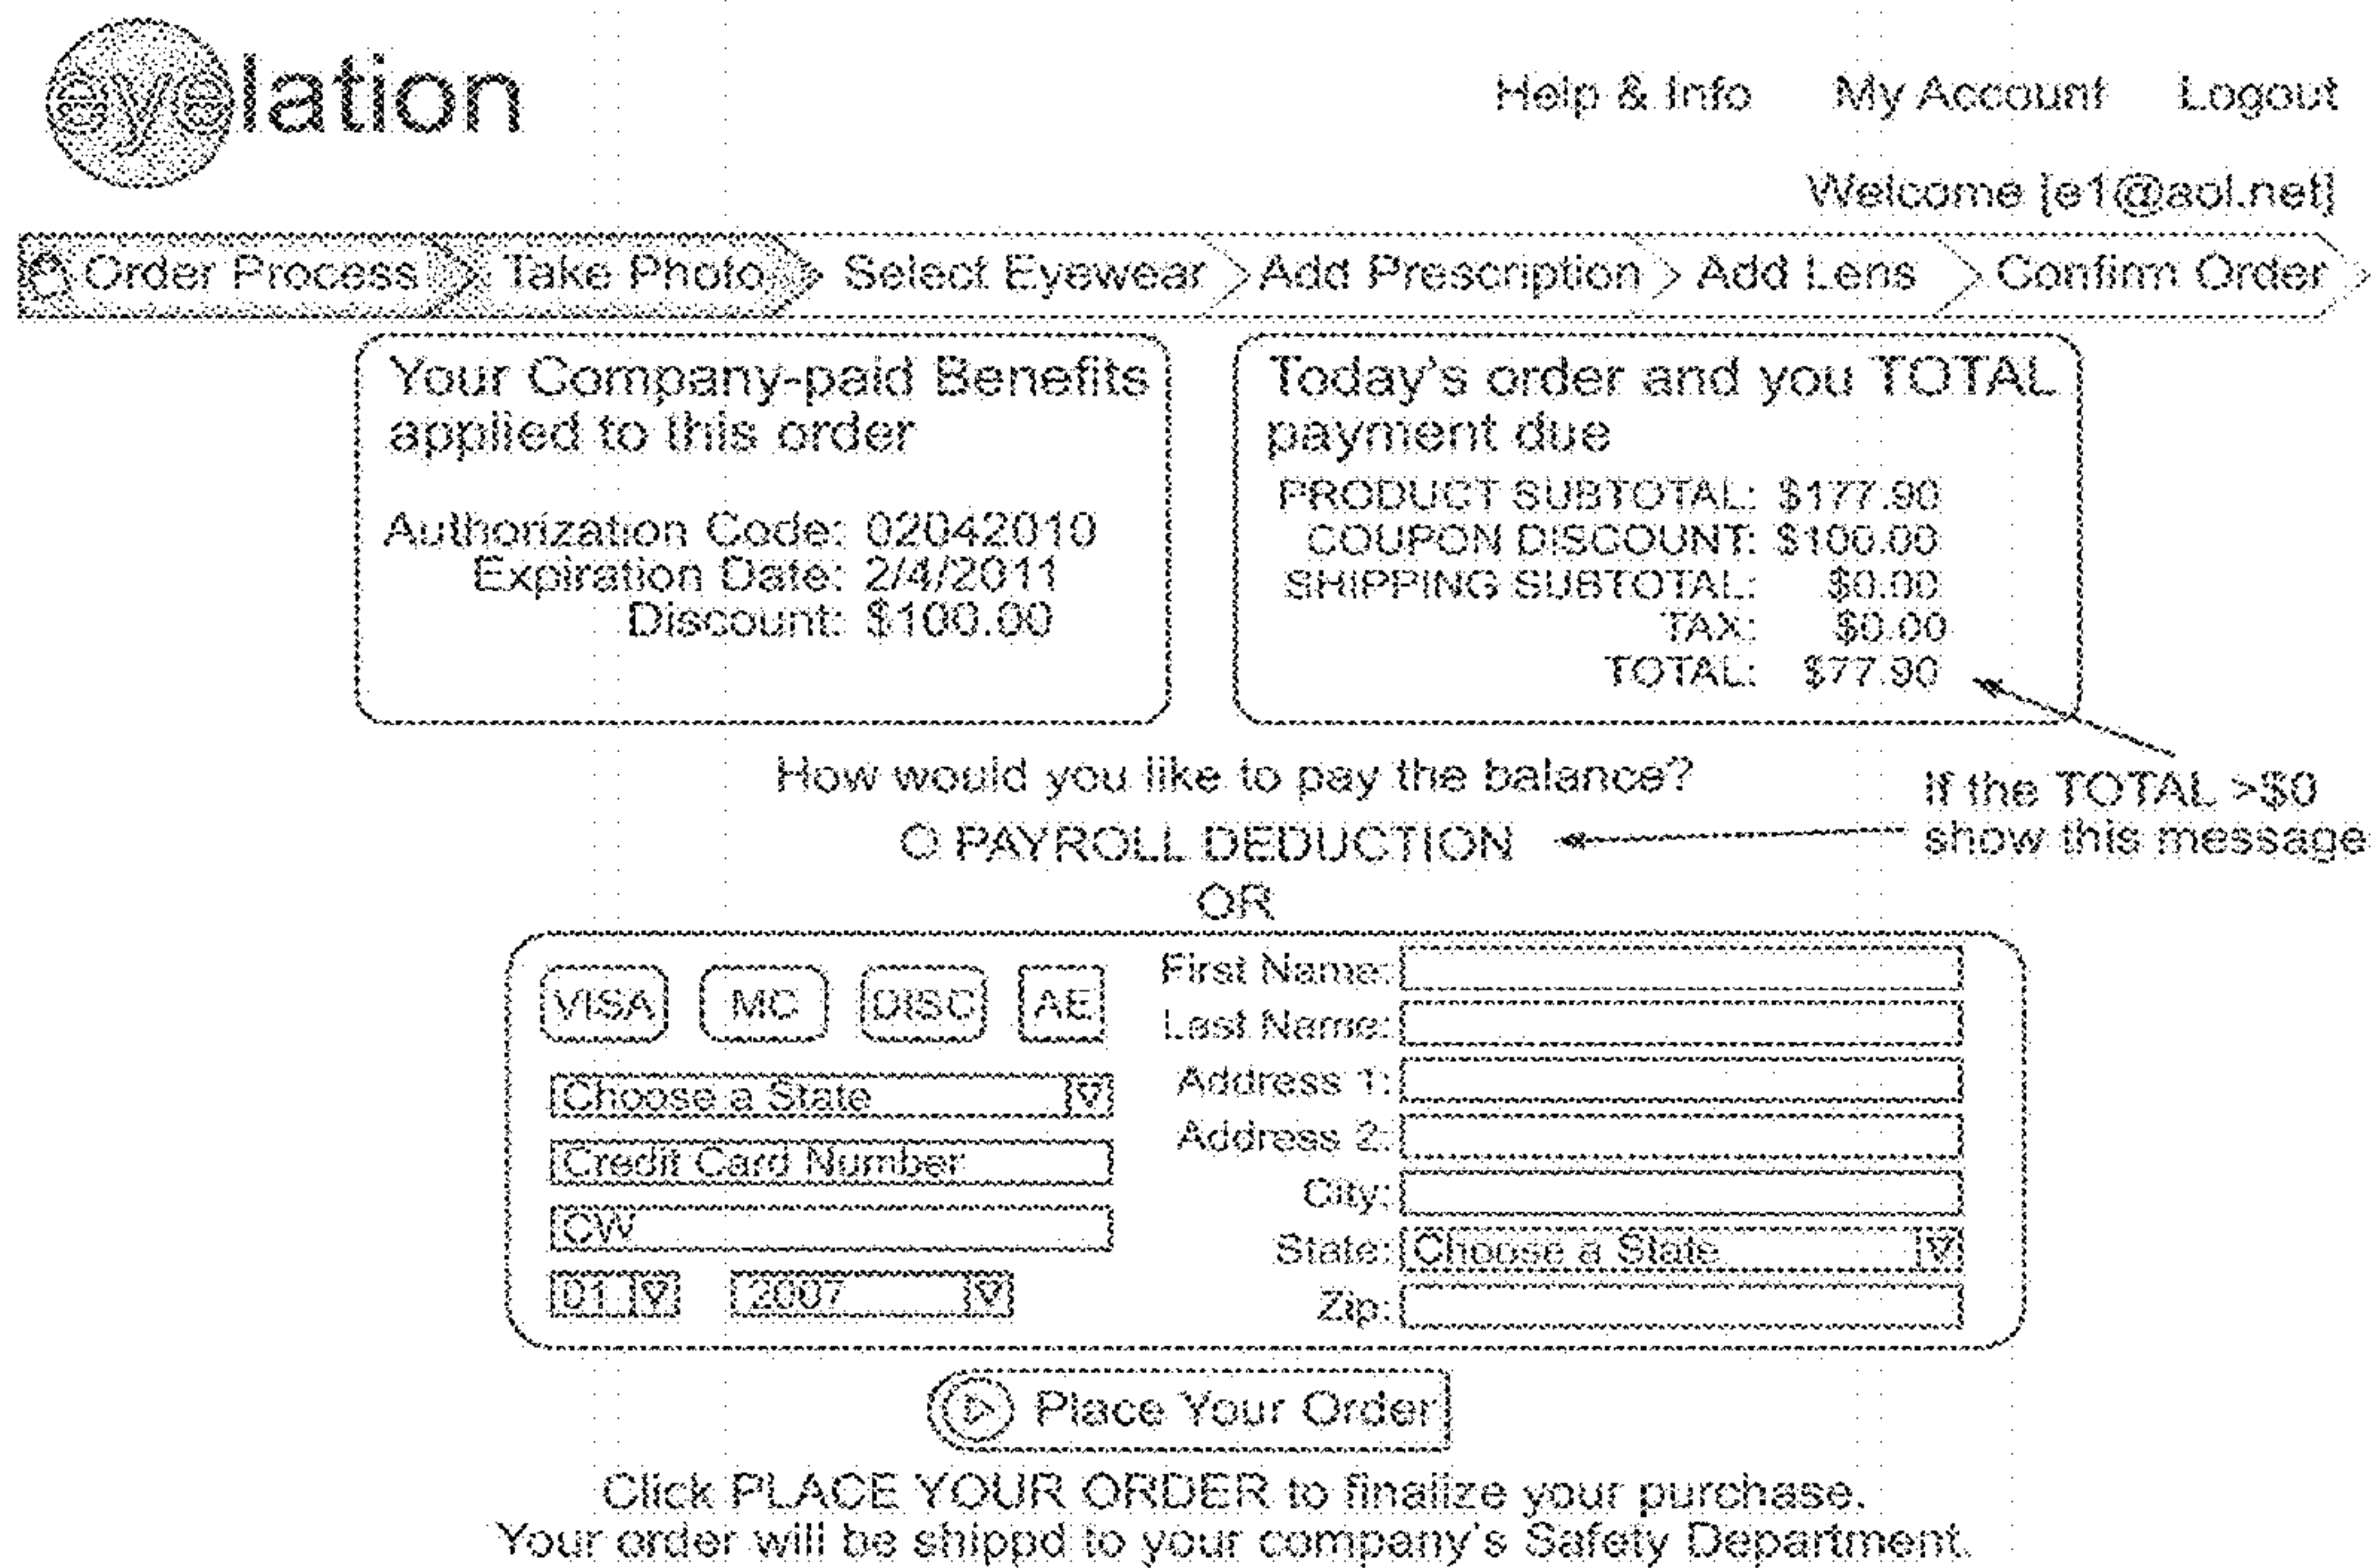 eyelation
Help & Info My Account Logout
Welcome [e1@aol.net]
Order Process Take Photo Select Eyewear Add Prescription Add Lens Confirm Order
Your Company-paid Benefits
applied to this order
Authorization Code: 02042010
Expiration Date: 2/4/2011
Discount: $100.00
Today's order and you TOTAL
payment due
PRODUCT SUBTOTAL: $177.90
COUPON DISCOUNT: $100.00
SHIPPING SUBTOTAL: $0.00
TAX: $0.00
TOTAL: $77.90
How would you like to pay the balance?
PAYROLL DEDUCTION
If the TOTAL >$0
show this message
OR
VISA MC DISC AE
Choose a State
Credit Card Number
CVV
01 2007
First Name:
Last Name:
Address 1:
Address 2:
City:
State: Choose a State
Zip:
Place Your Order
Click PLACE YOUR ORDER to finalize your purchase.
Your order will be shippd to your company's Safety Department.